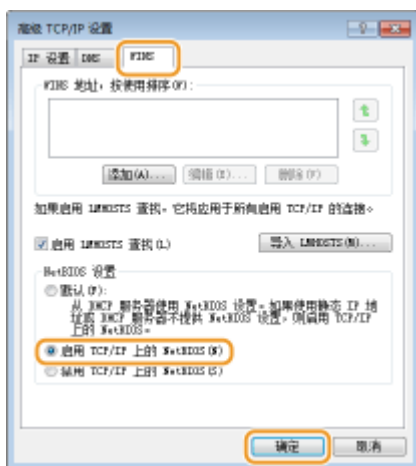 高级 TCP/IP 设置
IP 设置 DNS WINS
WINS 地址，按使用排序(W)：
添加(A)... 编辑(E)... 删除(V)
如果启用 LMHOSTS 查找，它将应用于所有启用 TCP/IP 的连接。
启用 LMHOSTS 查找(L) 导入 LMHOSTS(M)...
NetBIOS 设置
默认(F)：
从 DHCP 服务器使用 NetBIOS 设置。如果使用静态 IP 地
址或 DHCP 服务器不提供 NetBIOS 设置，则启用 TCP/IP
上的 NetBIOS。
启用 TCP/IP 上的 NetBIOS(N)
禁用 TCP/IP 上的 NetBIOS(S)
确定 取消